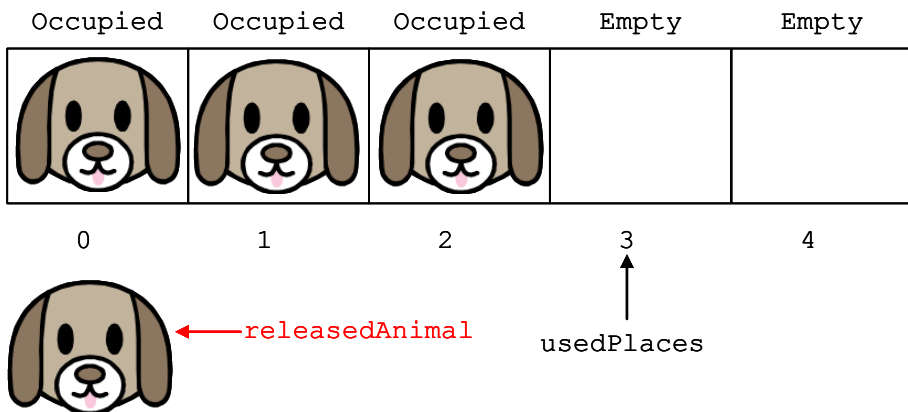 Occupied Occupied Occupied Empty Empty
0 1 2 3 4
releasedAnimal
usedPlaces